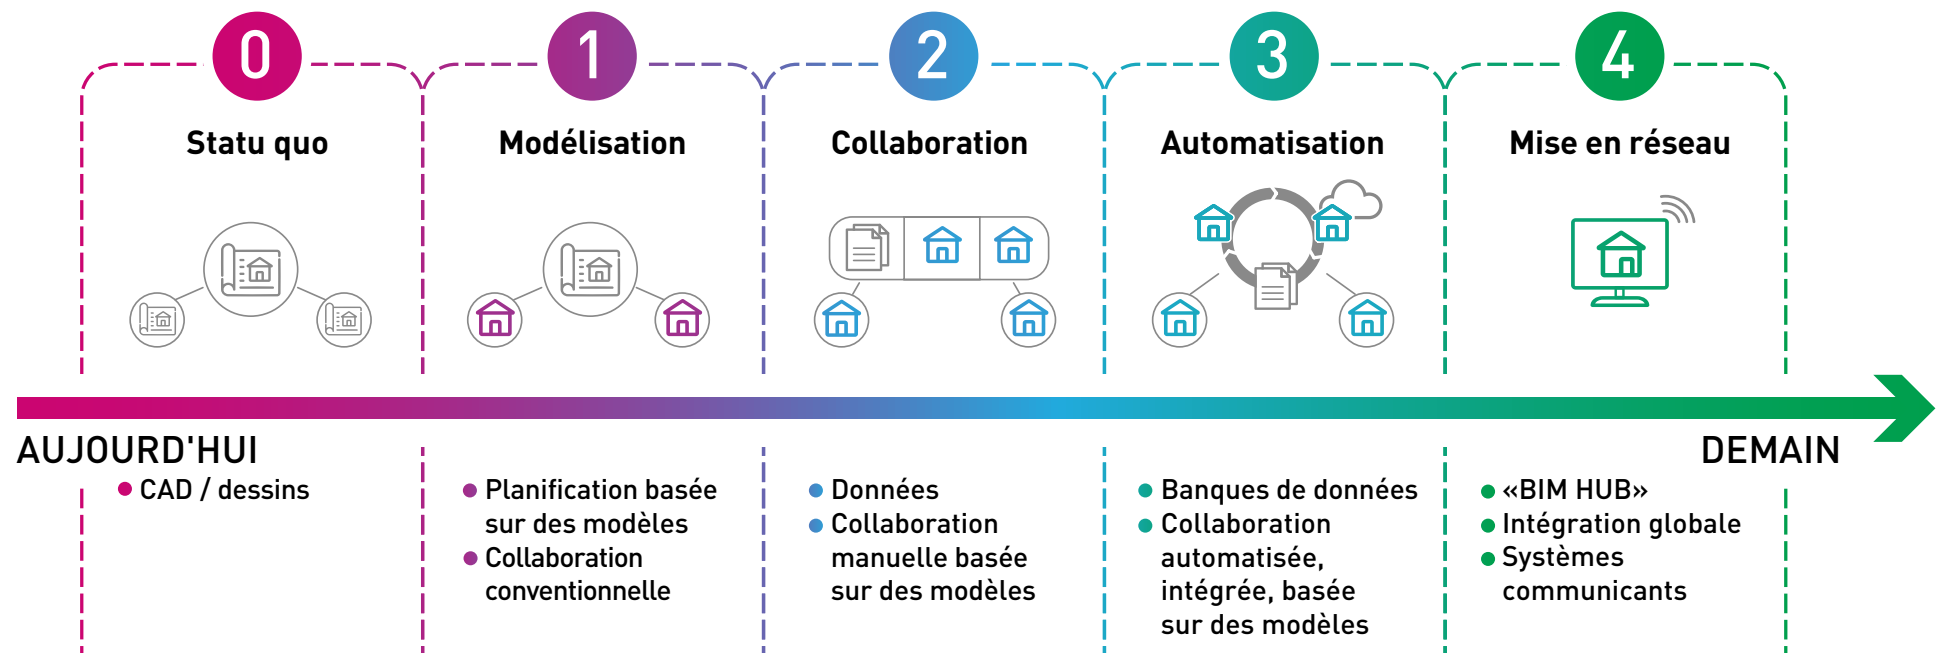 0
1
2
3
4
Statu quo
Modélisation
Collaboration
Automatisation
Mise en réseau
AUJOURD'HUI
DEMAIN
CAD / dessins
Planification basée
sur des modèles
Collaboration
conventionnelle
Données
Collaboration
manuelle basée
sur des modèles
Banques de données
Collaboration
automatisée,
intégrée, basée
sur des modèles
«BIM HUB»
Intégration globale
Systèmes
communicants